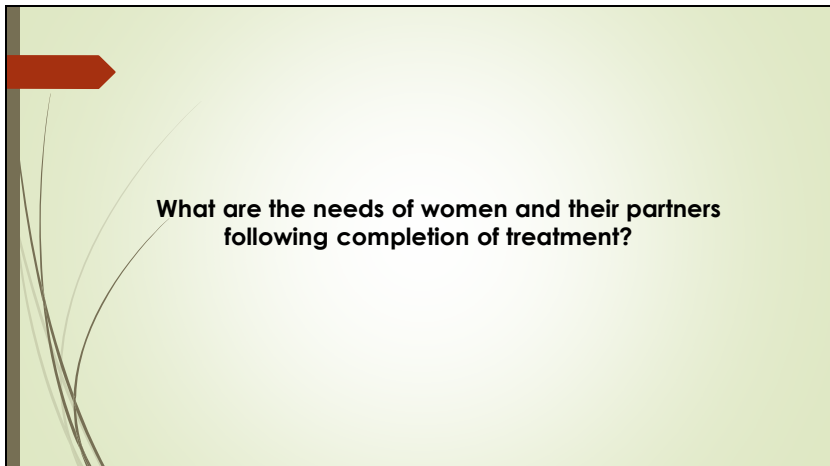 What are the needs of women and their partners
following completion of treatment?